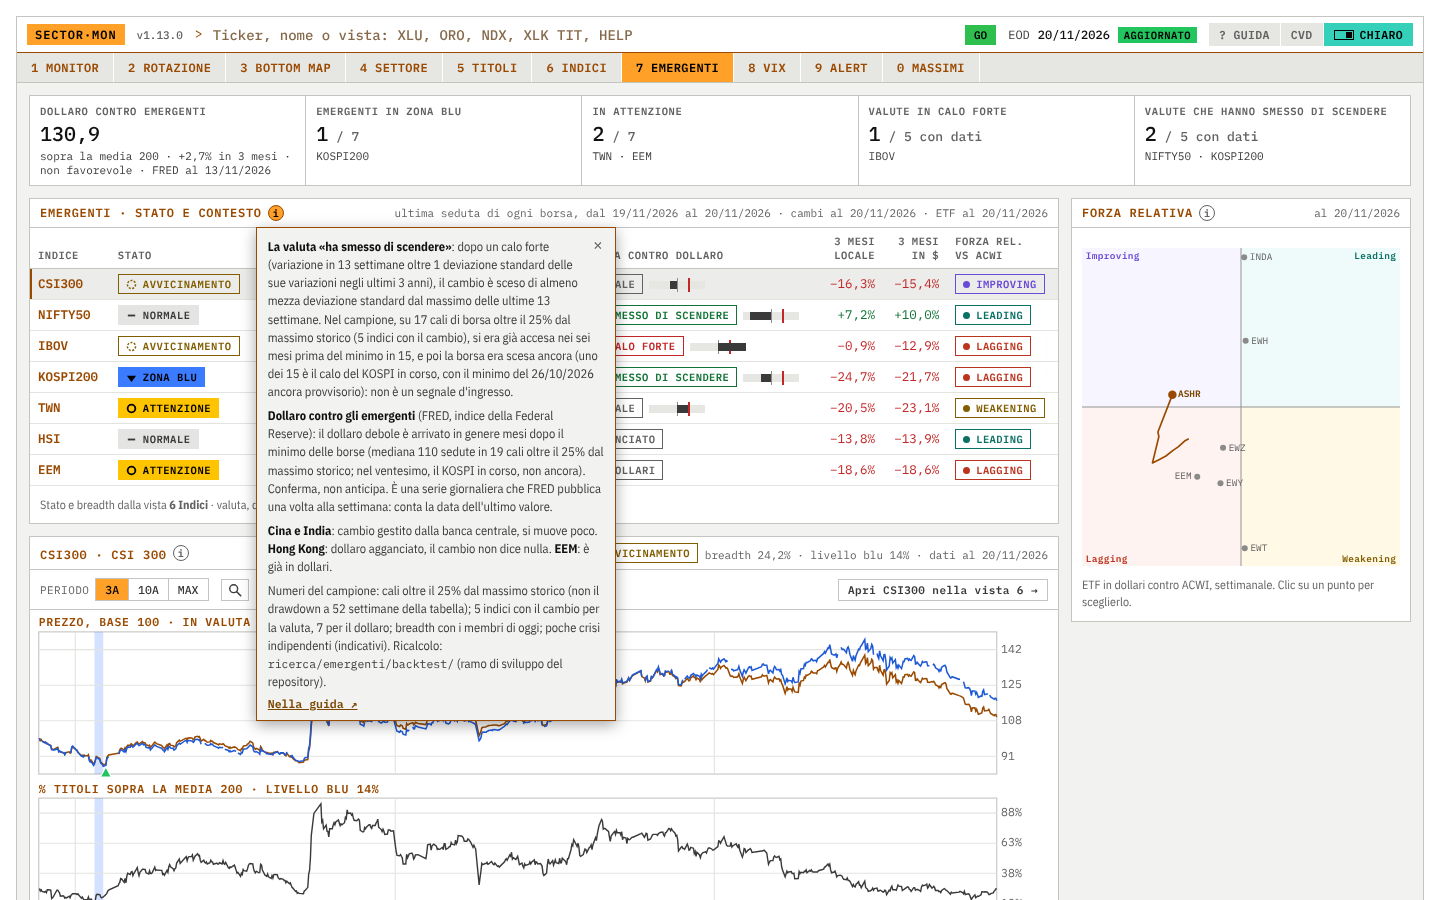 SECTOR·MON v1.13.0 > Ticker, nome o vista: XLU, ORO, NDX, XLK TIT, HELP GO EOD 20/11/2026 AGGIORNATO ? GUIDA CVD CHIARO
1 MONITOR 2 ROTAZIONE 3 BOTTOM MAP 4 SETTORE 5 TITOLI 6 INDICI 7 EMERGENTI 8 VIX 9 ALERT 0 MASSIMI
DOLLARO CONTRO EMERGENTI
130,9
sopra la media 200 · +2,7% in 3 mesi ·
non favorevole · FRED al 13/11/2026
EMERGENTI IN ZONA BLU
1 / 7
KOSPI200
IN ATTENZIONE
2 / 7
TWN · EEM
VALUTE IN CALO FORTE
1 / 5 con dati
IBOV
VALUTE CHE HANNO SMESSO DI SCENDERE
2 / 5 con dati
NIFTY50 · KOSPI200
EMERGENTI · STATO E CONTESTO i ultima seduta di ogni borsa, dal 19/11/2026 al 20/11/2026 · cambi al 20/11/2026 · ETF al 20/11/2026
INDICE STATO A CONTRO DOLLARO 3 MESI LOCALE 3 MESI IN $ FORZA REL. VS ACWI
CSI300 AVVICINAMENTO ALE −16,3% −15,4% IMPROVING
NIFTY50 NORMALE MESSO DI SCENDERE +7,2% +10,0% LEADING
IBOV AVVICINAMENTO ALO FORTE −0,9% −12,9% LAGGING
KOSPI200 ZONA BLU MESSO DI SCENDERE −24,7% −21,7% LAGGING
TWN ATTENZIONE ALE −20,5% −23,1% WEAKENING
HSI NORMALE NCIATO −13,8% −13,9% LEADING
EEM ATTENZIONE OLLARI −18,6% −18,6% LAGGING
Stato e breadth dalla vista 6 Indici · valuta, d
La valuta «ha smesso di scendere»: dopo un calo forte ×
(variazione in 13 settimane oltre 1 deviazione standard delle
sue variazioni negli ultimi 3 anni), il cambio è sceso di almeno
mezza deviazione standard dal massimo delle ultime 13
settimane. Nel campione, su 17 cali di borsa oltre il 25% dal
massimo storico (5 indici con il cambio), si era già accesa nei sei
mesi prima del minimo in 15, e poi la borsa era scesa ancora (uno
dei 15 è il calo del KOSPI in corso, con il minimo del 26/10/2026
ancora provvisorio): non è un segnale d'ingresso.
Dollaro contro gli emergenti (FRED, indice della Federal
Reserve): il dollaro debole è arrivato in genere mesi dopo il
minimo delle borse (mediana 110 sedute in 19 cali oltre il 25% dal
massimo storico; nel ventesimo, il KOSPI in corso, non ancora).
Conferma, non anticipa. È una serie giornaliera che FRED pubblica
una volta alla settimana: conta la data dell'ultimo valore.
Cina e India: cambio gestito dalla banca centrale, si muove poco.
Hong Kong: dollaro agganciato, il cambio non dice nulla. EEM: è
già in dollari.
Numeri del campione: cali oltre il 25% dal massimo storico (non il
drawdown a 52 settimane della tabella); 5 indici con il cambio per
la valuta, 7 per il dollaro; breadth con i membri di oggi; poche crisi
indipendenti (indicativi). Ricalcolo:
ricerca/emergenti/backtest/ (ramo di sviluppo del
repository).
Nella guida ↗
CSI300 · CSI 300 i VVICINAMENTO breadth 24,2% · livello blu 14% · dati al 20/11/2026
PERIODO 3A 10A MAX Apri CSI300 nella vista 6 →
PREZZO, BASE 100 · IN VALUTA
142
125
108
91
% TITOLI SOPRA LA MEDIA 200 · LIVELLO BLU 14%
88%
63%
38%
FORZA RELATIVA i al 20/11/2026
Improving INDA Leading
EWH
ASHR
EWZ
EEM EWY
EWT
Lagging Weakening
ETF in dollari contro ACWI, settimanale. Clic su un punto per
sceglierlo.